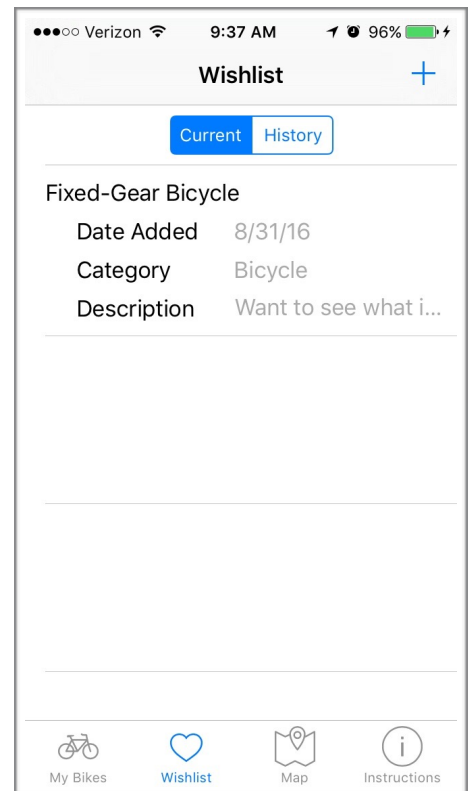 Verizon 9:37 AM 96%
Wishlist +
Current History
Fixed-Gear Bicycle
Date Added 8/31/16
Category Bicycle
Description Want to see what i...
My Bikes Wishlist Map Instructions